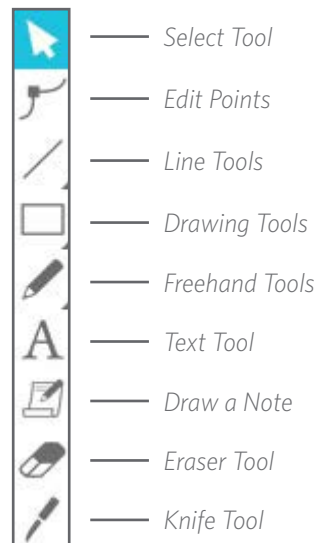 Select Tool
Edit Points
Line Tools
Drawing Tools
Freehand Tools
A
Text Tool
Draw a Note
Eraser Tool
Knife Tool